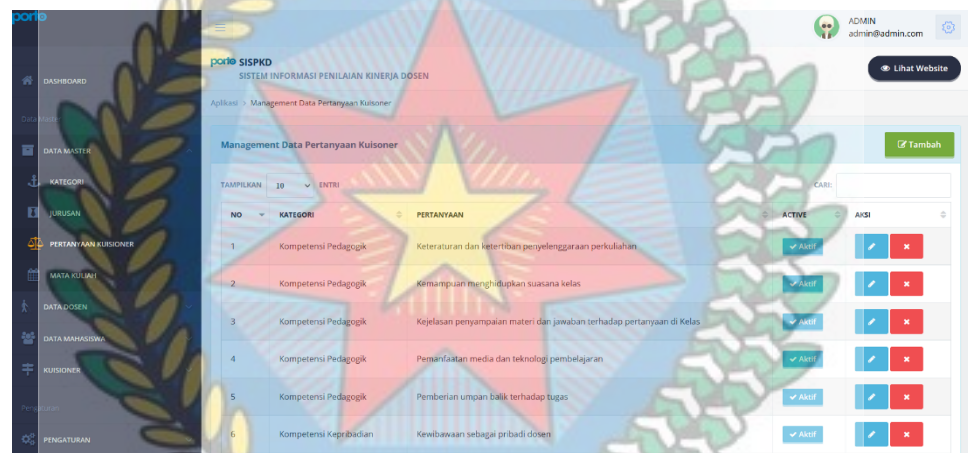 porto
ADMIN
admin@admin.com
porto SISPKD
SISTEM INFORMASI PENILAIAN KINERJA DOSEN
Lihat Website
Aplikasi > Management Data Pertanyaan Kuisoner
DASHBOARD
Data Master
DATA MASTER
KATEGORI
JURUSAN
PERTANYAAN KUISIONER
MATA KULIAH
DATA DOSEN
DATA MAHASISWA
KUISIONER
Pengaturan
PENGATURAN
Management Data Pertanyaan Kuisoner
Tambah
TAMPILKAN 10 ENTRI
CARI:
NO KATEGORI PERTANYAAN ACTIVE AKSI
1 Kompetensi Pedagogik Keteraturan dan ketertiban penyelenggaraan perkuliahan Aktif
2 Kompetensi Pedagogik Kemampuan menghidupkan suasana kelas Aktif
3 Kompetensi Pedagogik Kejelasan penyampaian materi dan jawaban terhadap pertanyaan di Kelas Aktif
4 Kompetensi Pedagogik Pemanfaatan media dan teknologi pembelajaran Aktif
5 Kompetensi Pedagogik Pemberian umpan balik terhadap tugas Aktif
6 Kompetensi Kepribadian Kewibawaan sebagai pribadi dosen Aktif